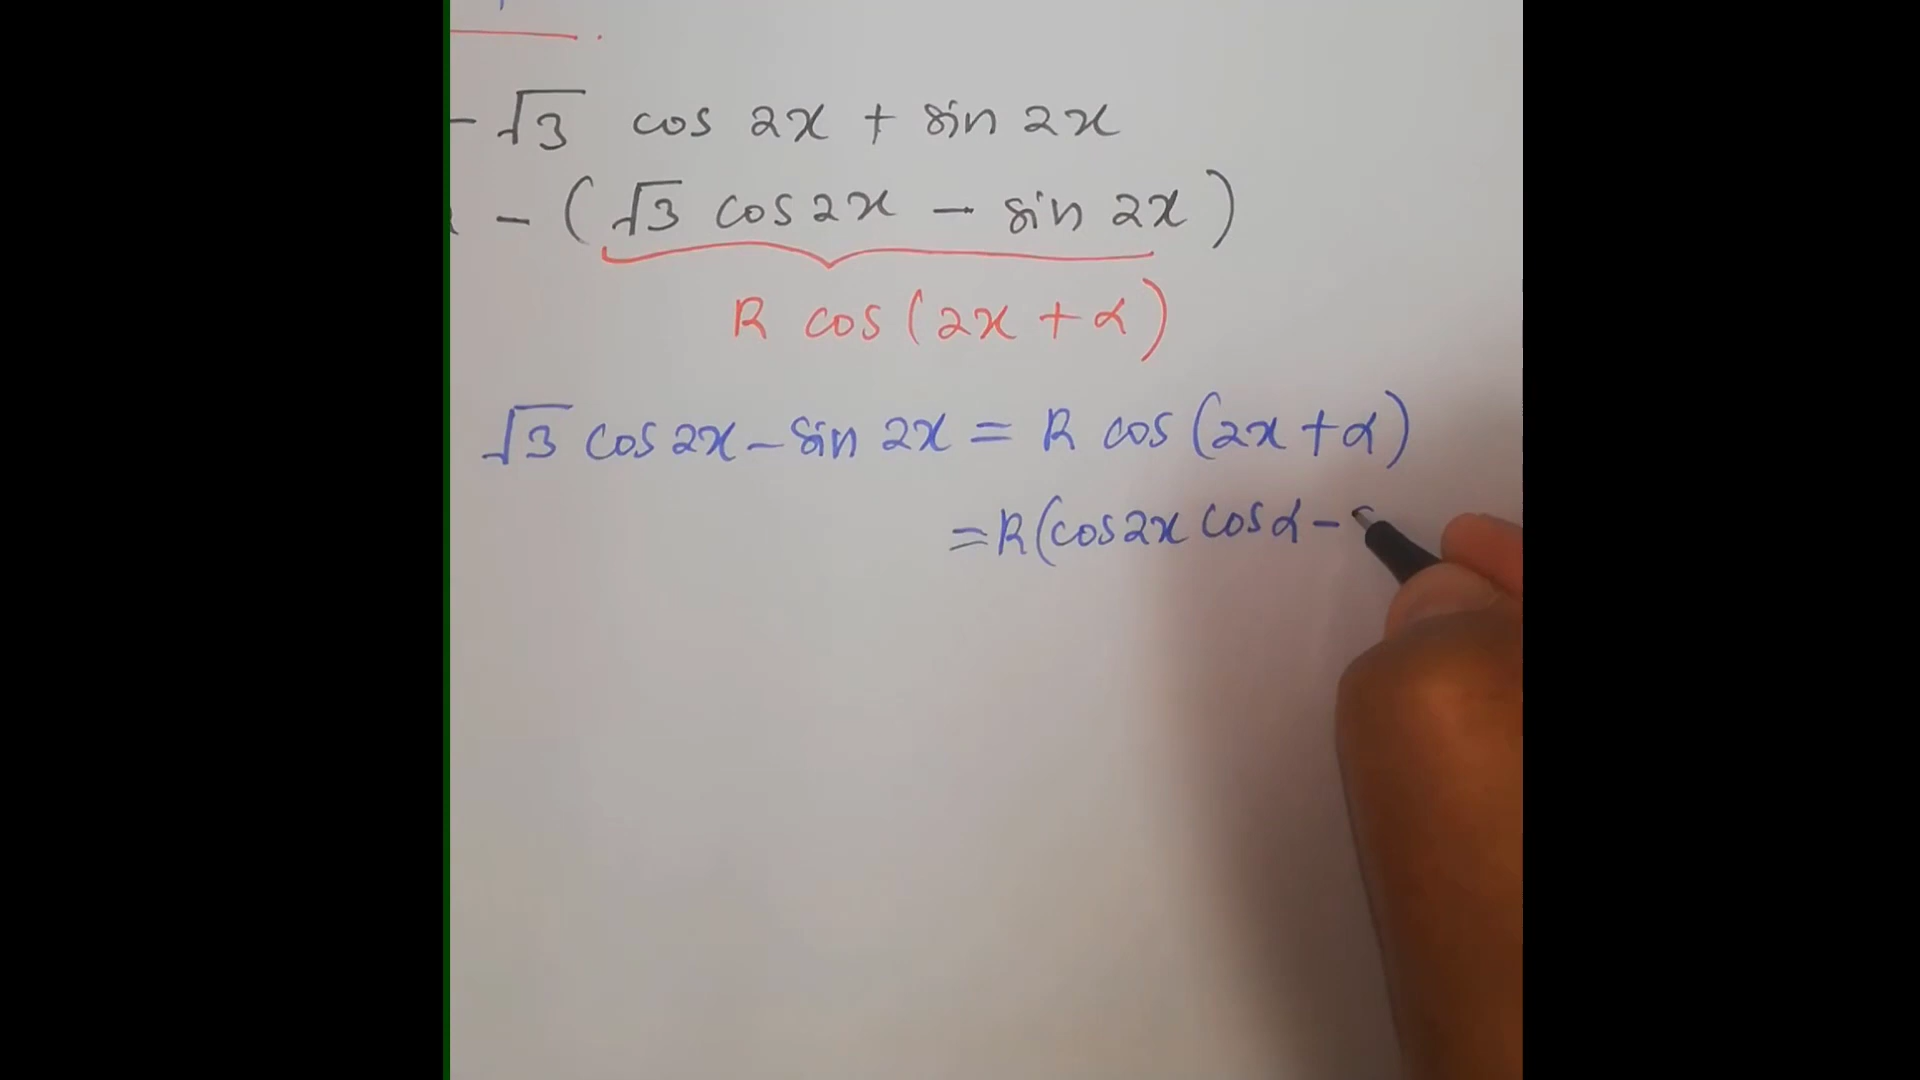 - √3 cos 2x + sin 2x
- (√3 cos 2x - sin 2x)
R cos (2x + α)
√3 cos 2x - sin 2x = R cos (2x + α)
= R (cos 2x cos α -